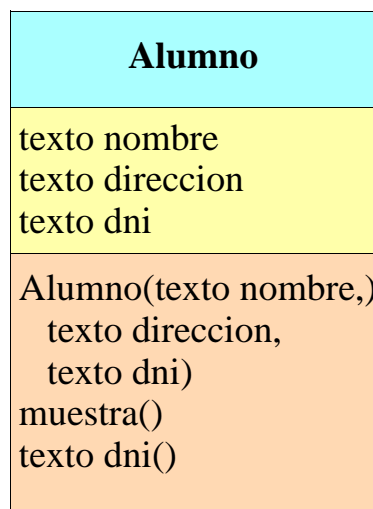 Alumno
texto nombre
texto direccion
texto dni
Alumno(texto nombre,)
texto direccion,
texto dni)
muestra()
texto dni()